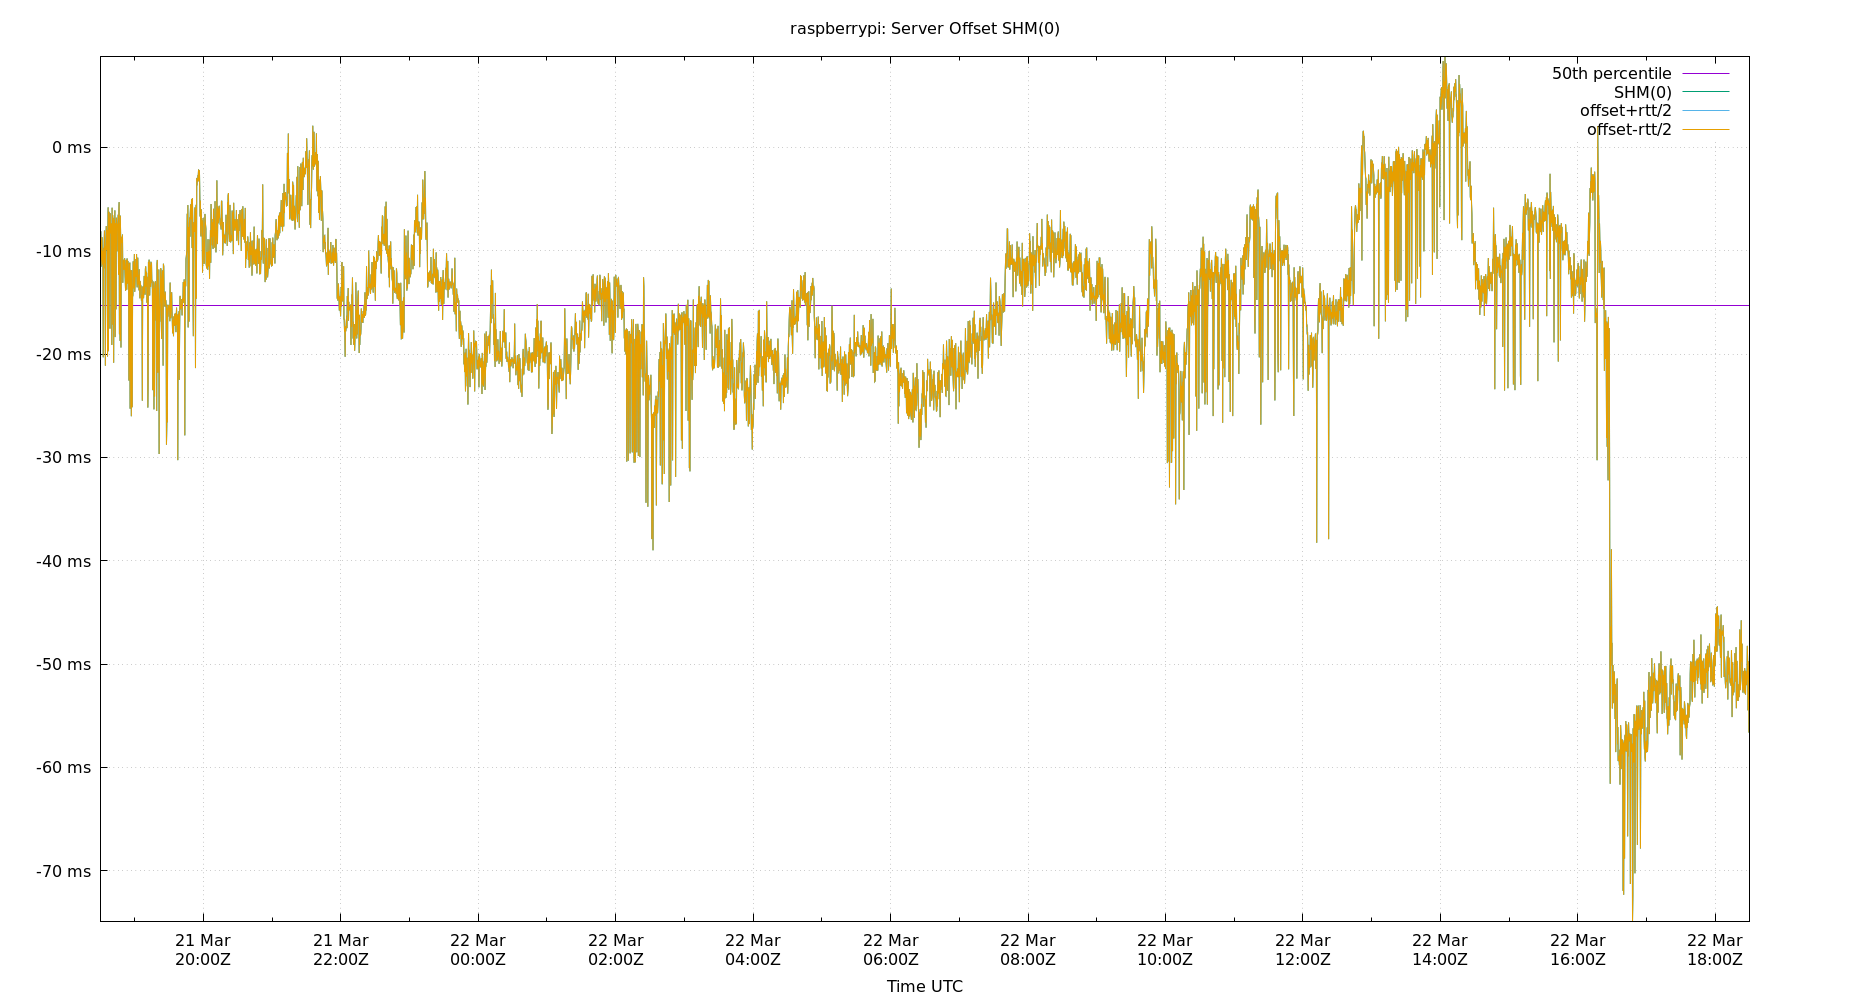 raspberrypi: Server Offset SHM(0)
50th percentile
SHM(0)
offset+rtt/2
offset-rtt/2
0 ms
-10 ms
-20 ms
-30 ms
-40 ms
-50 ms
-60 ms
-70 ms
21 Mar 21 Mar 22 Mar 22 Mar 22 Mar 22 Mar 22 Mar 22 Mar 22 Mar 22 Mar 22 Mar 22 Mar
20:00Z 22:00Z 00:00Z 02:00Z 04:00Z 06:00Z 08:00Z 10:00Z 12:00Z 14:00Z 16:00Z 18:00Z
Time UTC